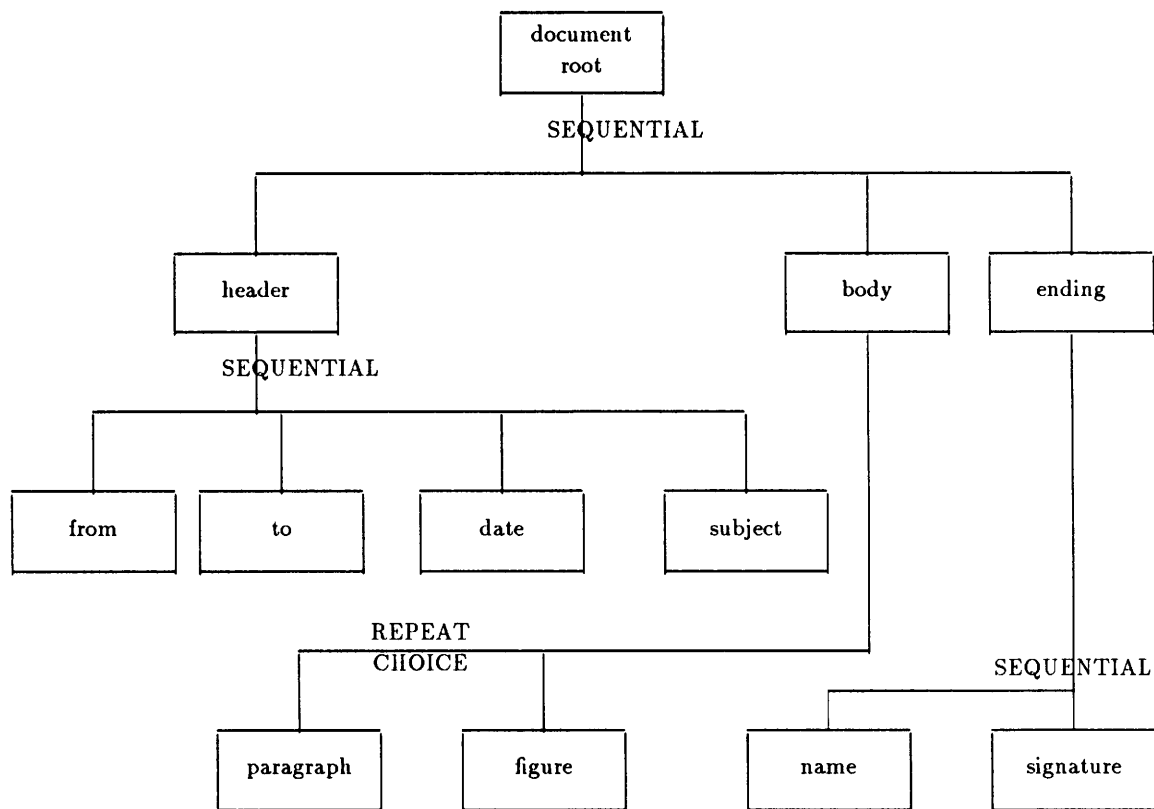 document
root
SEQUENTIAL
header
body
ending
SEQUENTIAL
from
to
date
subject
REPEAT
CHOICE
SEQUENTIAL
paragraph
figure
name
signature